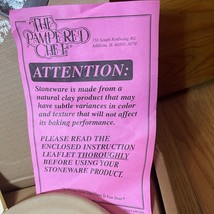 THE
PAMPERED
CHEF
Addison, IL
ATTENTION:
Stoneware is made from a
natural clay product that may
have subtle variances in color
and texture that will not affect
its baking performance.
PLEASE READ THE
ENCLOSED INSTRUCTION
LEAFLET THOROUGHLY
BEFORE USING YOUR
STONEWARE PRODUCT.